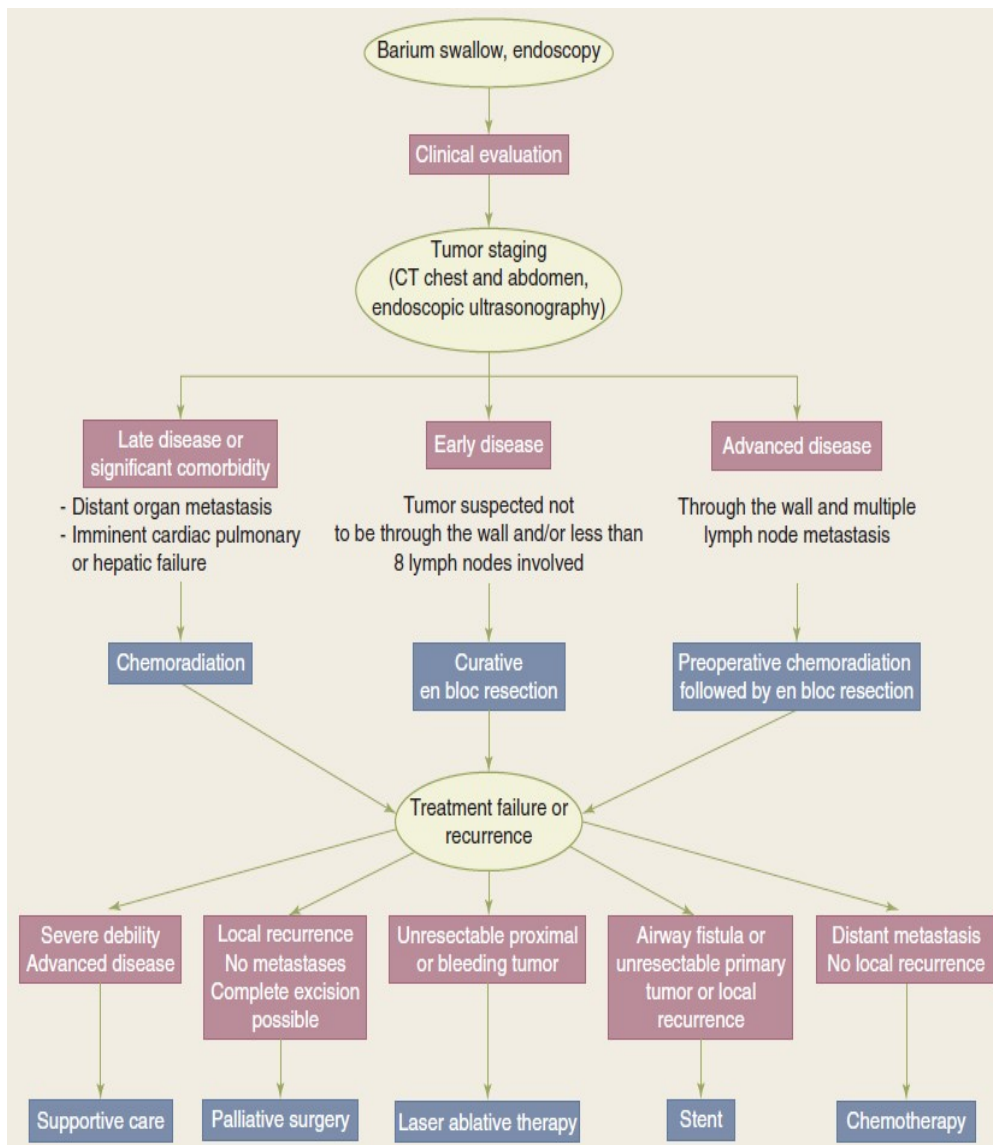 Barium swallow, endoscopy
Clinical evaluation
Tumor staging
(CT chest and abdomen,
endoscopic ultrasonography)
Late disease or
significant comorbidity
- Distant organ metastasis
- Imminent cardiac pulmonary
or hepatic failure
Chemoradiation
Early disease
Tumor suspected not
to be through the wall and/or less than
8 lymph nodes involved
Curative
en bloc resection
Advanced disease
Through the wall and multiple
lymph node metastasis
Preoperative chemoradiation
followed by en bloc resection
Treatment failure or
recurrence
Severe debility
Advanced disease
Supportive care
Local recurrence
No metastases
Complete excision
possible
Palliative surgery
Unresectable proximal
or bleeding tumor
Laser ablative therapy
Airway fistula or
unresectable primary
tumor or local
recurrence
Stent
Distant metastasis
No local recurrence
Chemotherapy